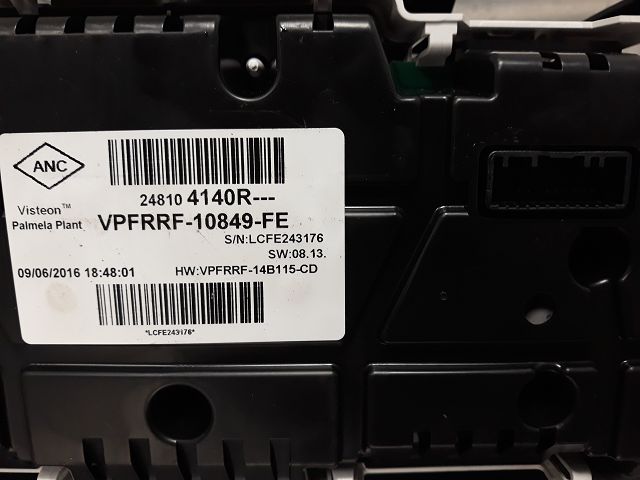 ANC
24810 4140R---
Visteon™
Palmela Plant
VPFRRF-10849-FE
S/N:LCFE243176
SW:08.13.
09/06/2016 18:48:01
HW:VPFRRF-14B115-CD
*LCFE243176*